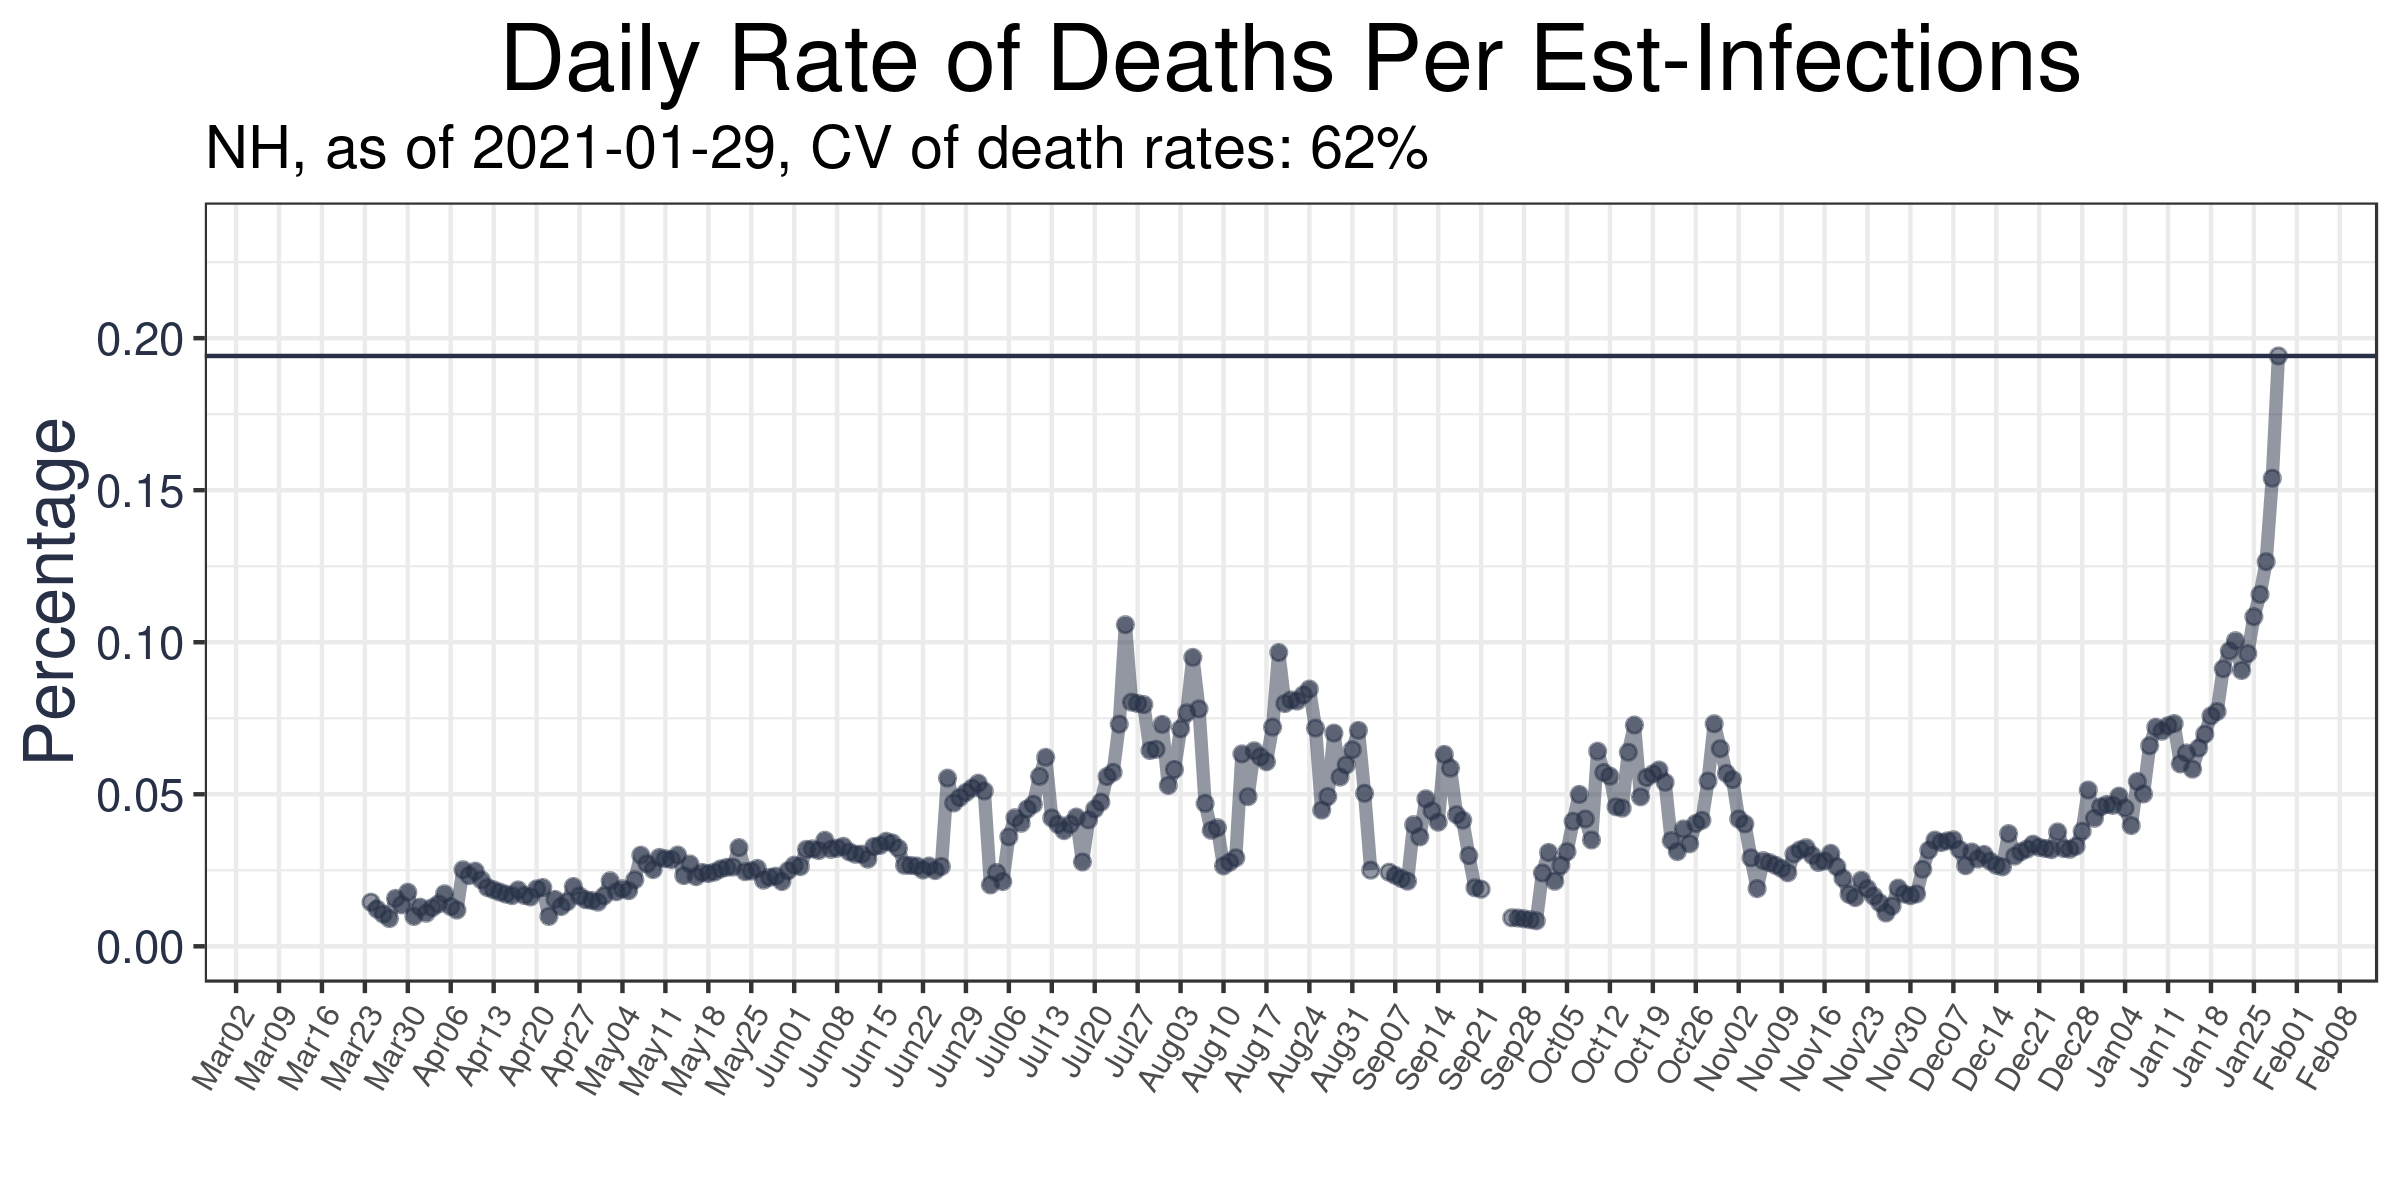 Daily Rate of Deaths Per Est-Infections
NH, as of 2021-01-29, CV of death rates: 62%
Percentage
0.20
0.15
0.10
0.05
0.00
Mar02
Mar09
Mar16
Mar23
Mar30
Apr06
Apr13
Apr20
Apr27
May04
May11
May18
May25
Jun01
Jun08
Jun15
Jun22
Jun29
Jul06
Jul13
Jul20
Jul27
Aug03
Aug10
Aug17
Aug24
Aug31
Sep07
Sep14
Sep21
Sep28
Oct05
Oct12
Oct19
Oct26
Nov02
Nov09
Nov16
Nov23
Nov30
Dec07
Dec14
Dec21
Dec28
Jan04
Jan11
Jan18
Jan25
Feb01
Feb08